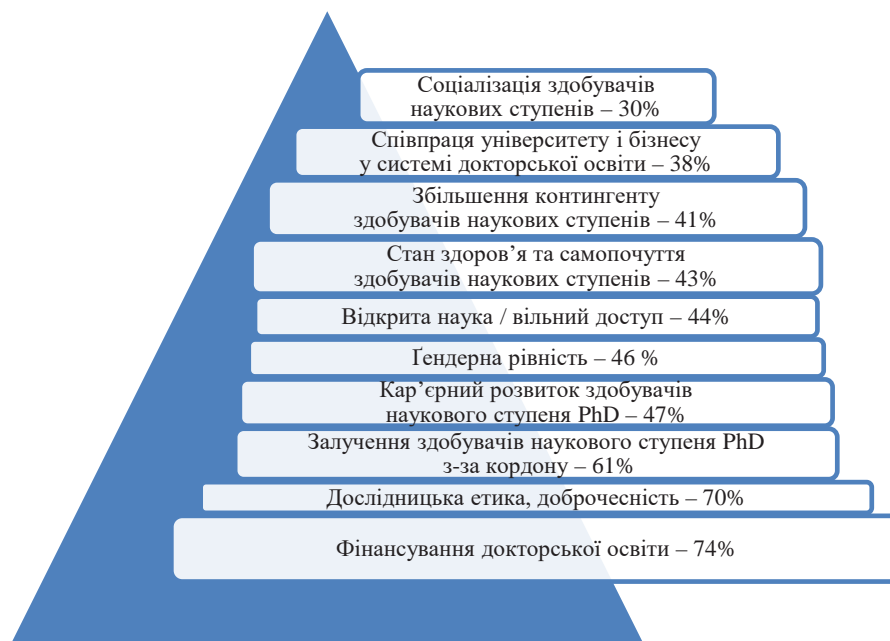 Соціалізація здобувачів
наукових ступенів – 30%
Співпраця університету і бізнесу
у системі докторської освіти – 38%
Збільшення контингенту
здобувачів наукових ступенів – 41%
Стан здоров’я та самопочуття
здобувачів наукових ступенів – 43%
Відкрита наука / вільний доступ – 44%
Ґендерна рівність – 46 %
Кар’єрний розвиток здобувачів
наукового ступеня PhD – 47%
Залучення здобувачів наукового ступеня PhD
з-за кордону – 61%
Дослідницька етика, доброчесність – 70%
Фінансування докторської освіти – 74%